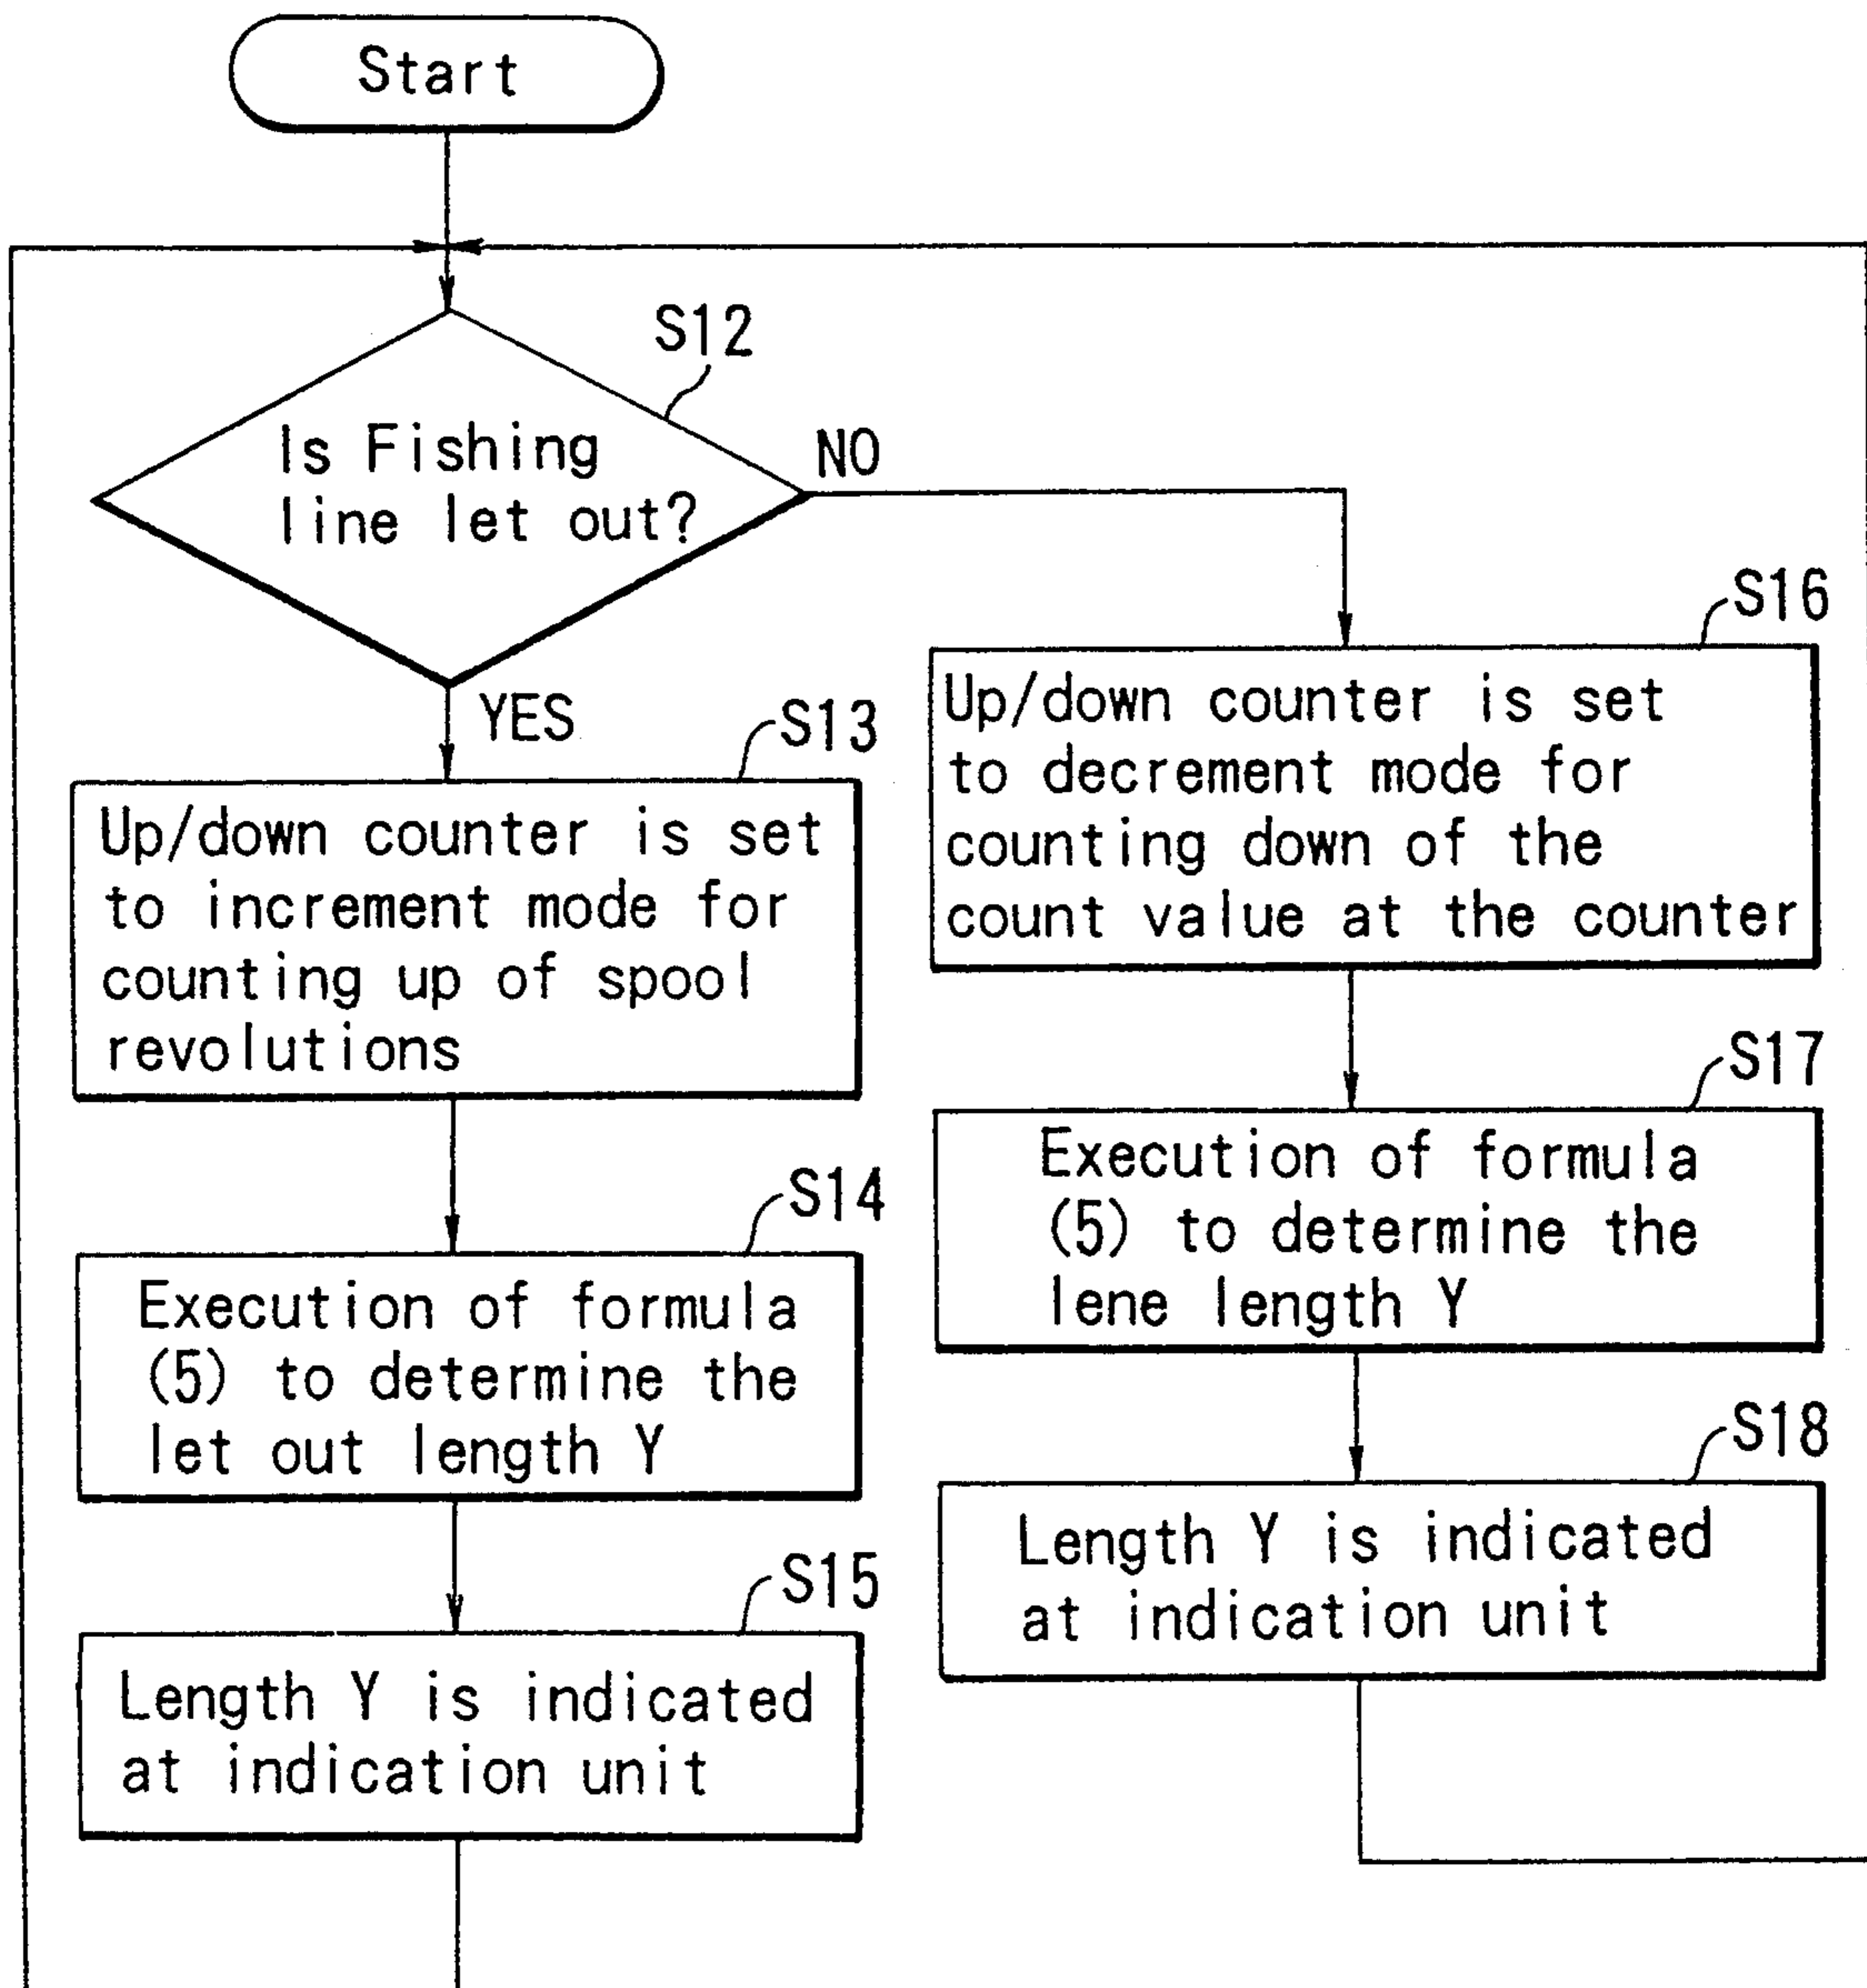 Start
S12
Is Fishing
line let out?
NO
YES
S13
Up/down counter is set
to increment mode for
counting up of spool
revolutions
S14
Execution of formula
(5) to determine the
let out length Y
S15
Length Y is indicated
at indication unit
S16
Up/down counter is set
to decrement mode for
counting down of the
count value at the counter
S17
Execution of formula
(5) to determine the
lene length Y
S18
Length Y is indicated
at indication unit